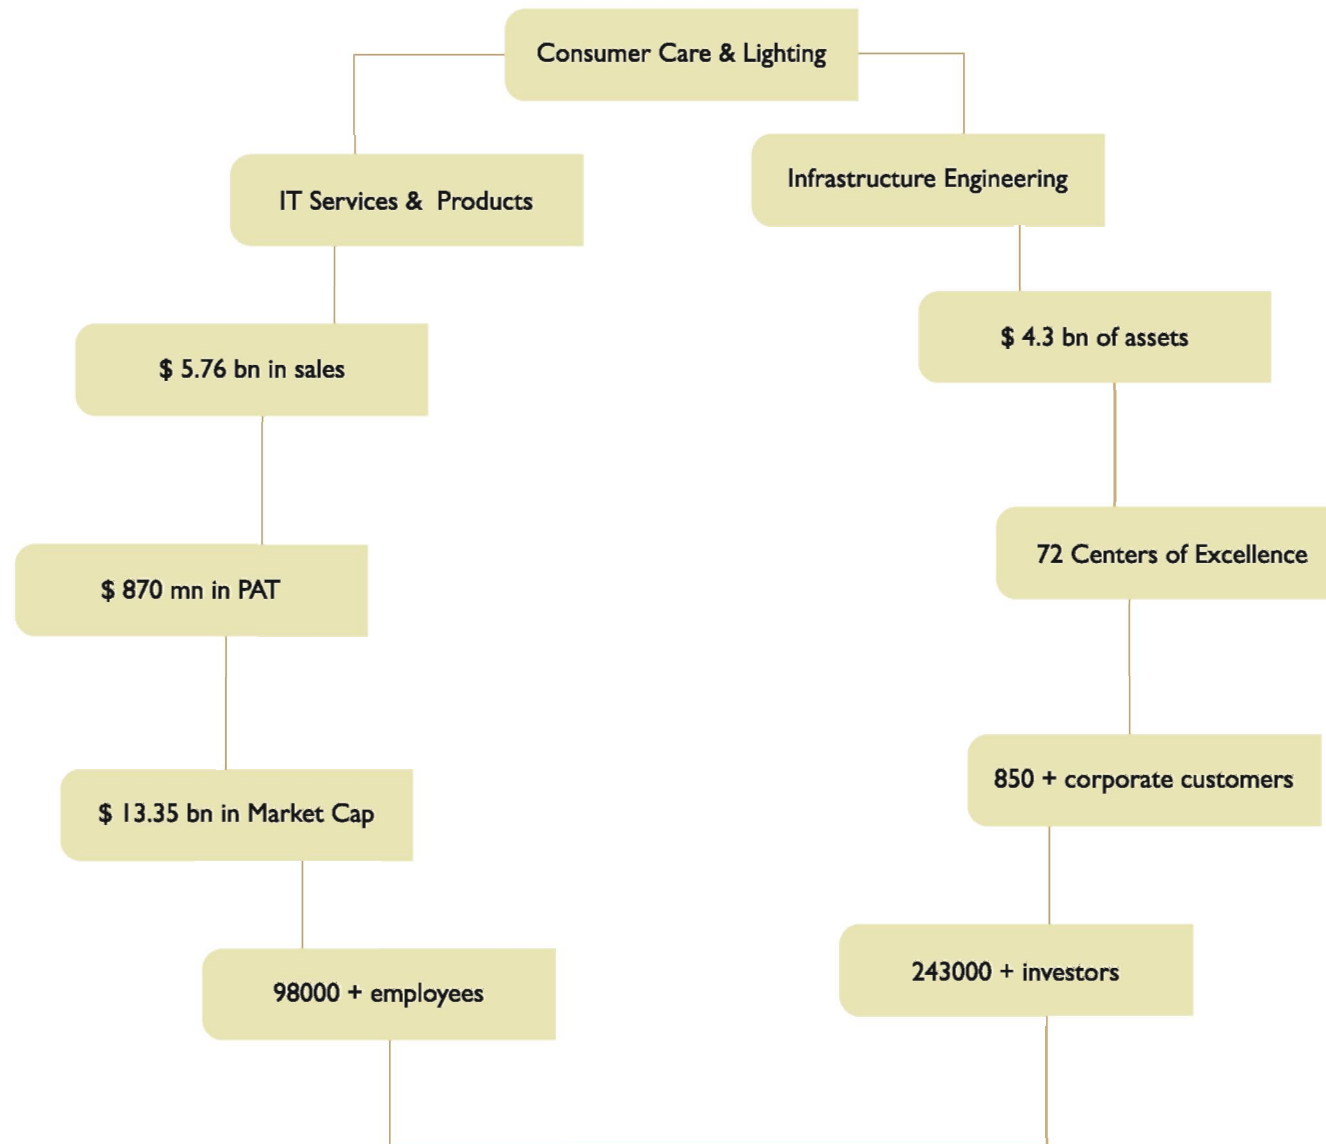 Consumer Care & Lighting
IT Services & Products
Infrastructure Engineering
$ 5.76 bn in sales
$ 4.3 bn of assets
$ 870 mn in PAT
72 Centers of Excellence
$ 13.35 bn in Market Cap
850 + corporate customers
98000 + employees
243000 + investors